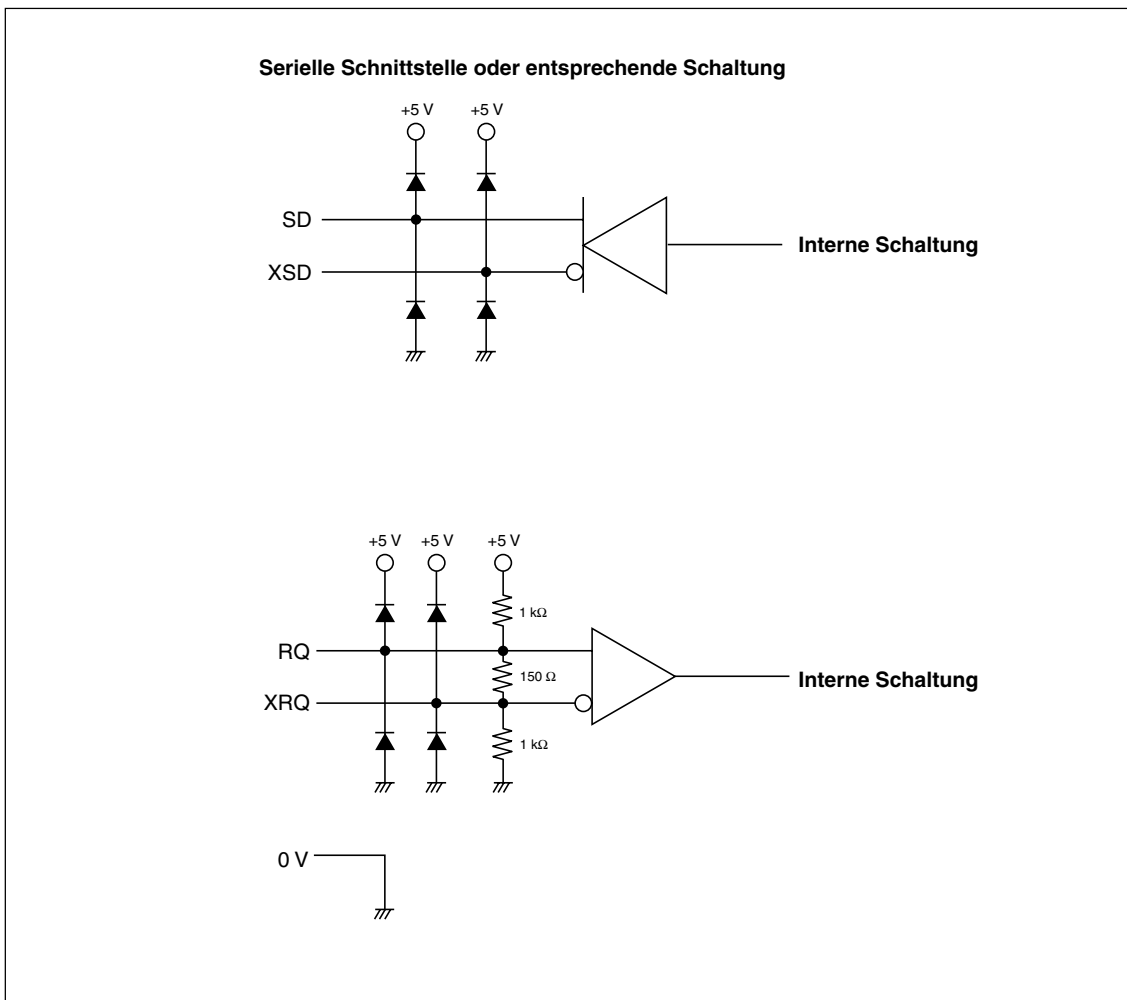 Serielle Schnittstelle oder entsprechende Schaltung
+5 V +5 V
SD
XSD
Interne Schaltung
+5 V +5 V +5 V
1 kΩ
RQ
150 Ω
XRQ
Interne Schaltung
1 kΩ
0 V